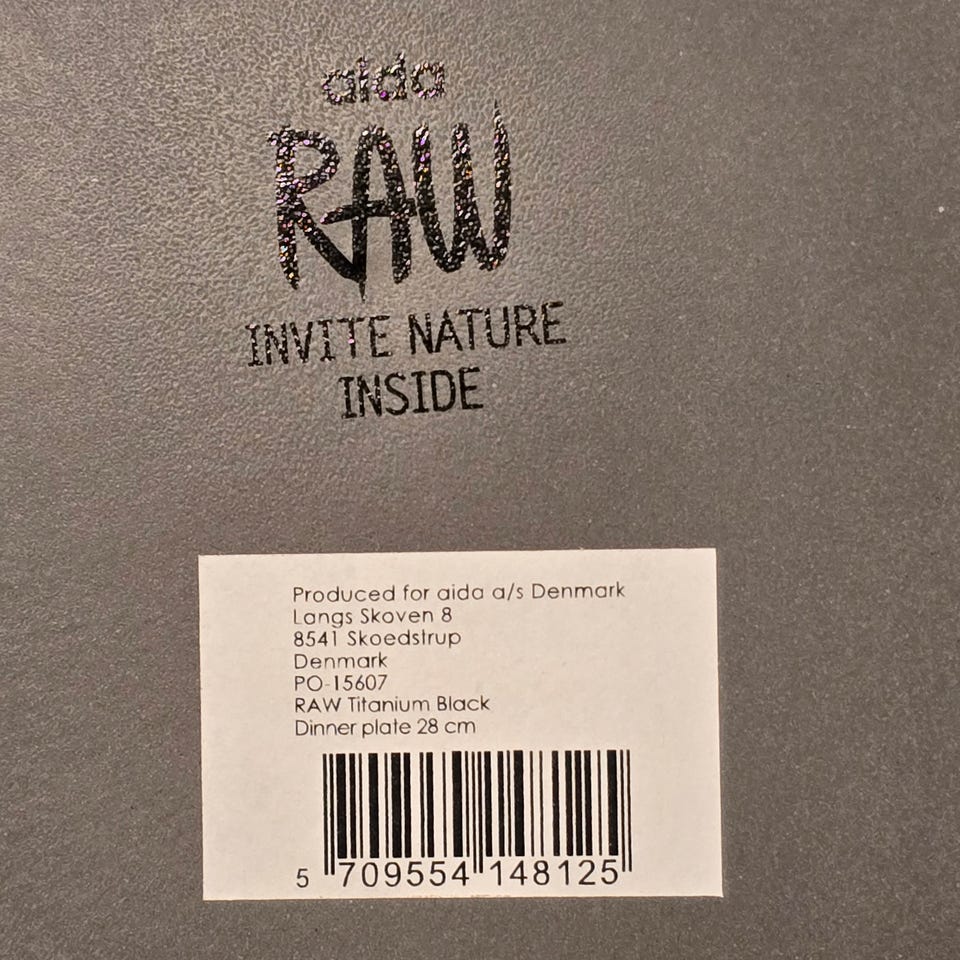 aida
RAW
INVITE NATURE
INSIDE
Produced for aida a/s Denmark
Langs Skoven 8
8541 Skoedstrup
Denmark
PO-15607
RAW Titanium Black
Dinner plate 28 cm
5 709554 148125